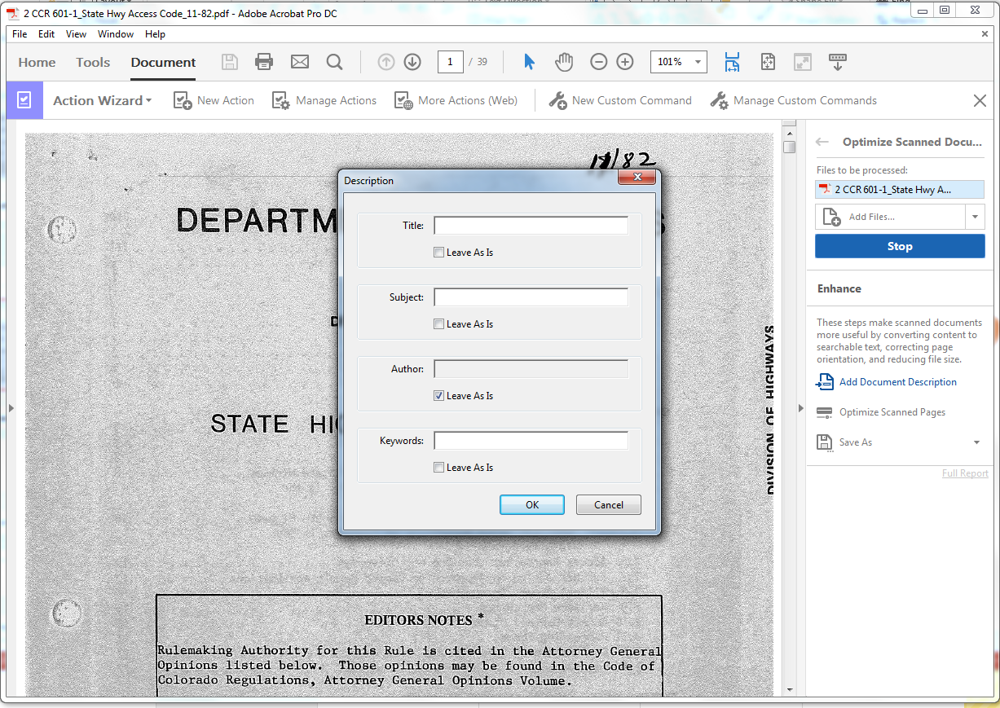 2 CCR 601-1_State Hwy Access Code_11-82.pdf - Adobe Acrobat Pro DC
File Edit View Window Help
Home Tools Document 1 / 39 101%
Action Wizard New Action Manage Actions More Actions (Web) New Custom Command Manage Custom Commands
/82
DEPARTM
S
D
STATE HI
DIVISION OF HIGHWAYS
EDITORS NOTES *
Rulemaking Authority for this Rule is cited in the Attorney General
Opinions listed below. Those opinions may be found in the Code of
Colorado Regulations, Attorney General Opinions Volume.
Description
Title:
Leave As Is
Subject:
Leave As Is
Author:
Leave As Is
Keywords:
Leave As Is
OK Cancel
Optimize Scanned Docu...
Files to be processed:
2 CCR 601-1_State Hwy A...
Add Files...
Stop
Enhance
These steps make scanned documents
more useful by converting content to
searchable text, correcting page
orientation, and reducing file size.
Add Document Description
Optimize Scanned Pages
Save As
Full Report